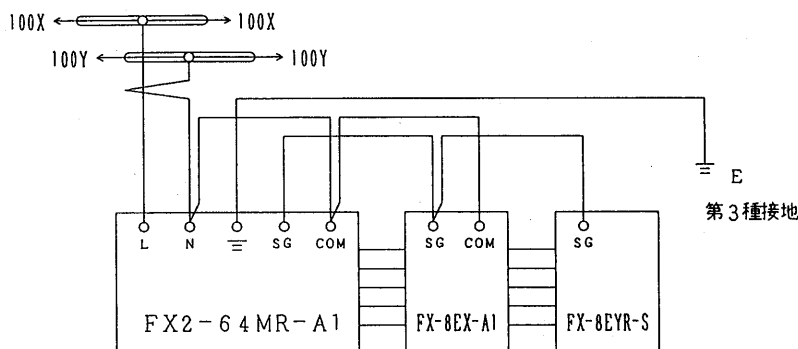 100X 100X
100Y 100Y
E
第3種接地
L N SG COM SG COM SG
FX2-64MR-A1 FX-8EX-A1 FX-8EYR-S